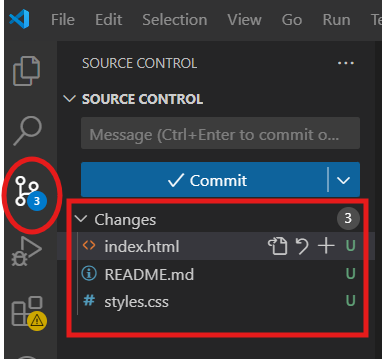 File Edit Selection View Go Run
SOURCE CONTROL ...
SOURCE CONTROL
Message (Ctrl+Enter to commit o...
Commit
3
Changes 3
<> index.html U
README.md U
# styles.css U